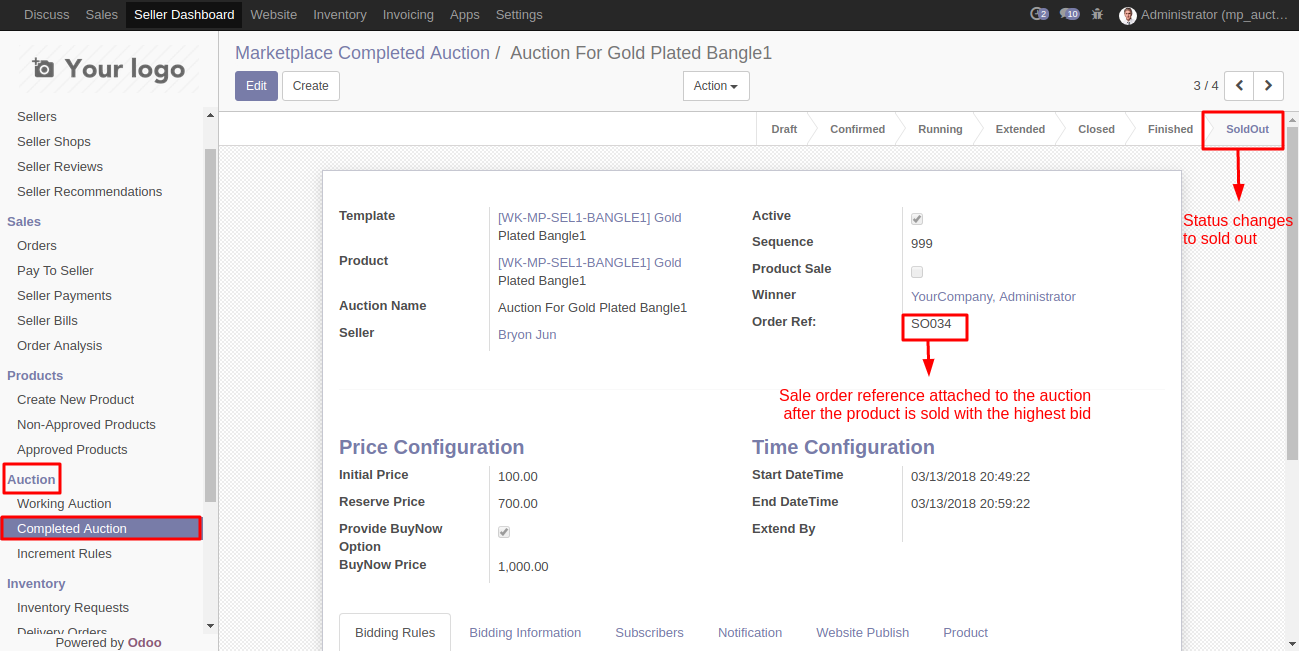 Discuss Sales Seller Dashboard Website Inventory Invoicing Apps Settings 2 10 Administrator (mp_auct...
Your logo
Marketplace Completed Auction / Auction For Gold Plated Bangle1
Edit Create Action 3 / 4
Draft Confirmed Running Extended Closed Finished SoldOut
Status changes
to sold out
Sellers
Seller Shops
Seller Reviews
Seller Recommendations
Sales
Orders
Pay To Seller
Seller Payments
Seller Bills
Order Analysis
Products
Create New Product
Non-Approved Products
Approved Products
Auction
Working Auction
Completed Auction
Increment Rules
Inventory
Inventory Requests
Delivery Orders
Powered by Odoo
Template [WK-MP-SEL1-BANGLE1] Gold
Plated Bangle1
Product [WK-MP-SEL1-BANGLE1] Gold
Plated Bangle1
Auction Name Auction For Gold Plated Bangle1
Seller Bryon Jun
Active
Sequence 999
Product Sale
Winner YourCompany, Administrator
Order Ref: SO034
Sale order reference attached to the auction
after the product is sold with the highest bid
Price Configuration
Initial Price 100.00
Reserve Price 700.00
Provide BuyNow
Option
BuyNow Price 1,000.00
Time Configuration
Start DateTime 03/13/2018 20:49:22
End DateTime 03/13/2018 20:59:22
Extend By
Bidding Rules Bidding Information Subscribers Notification Website Publish Product